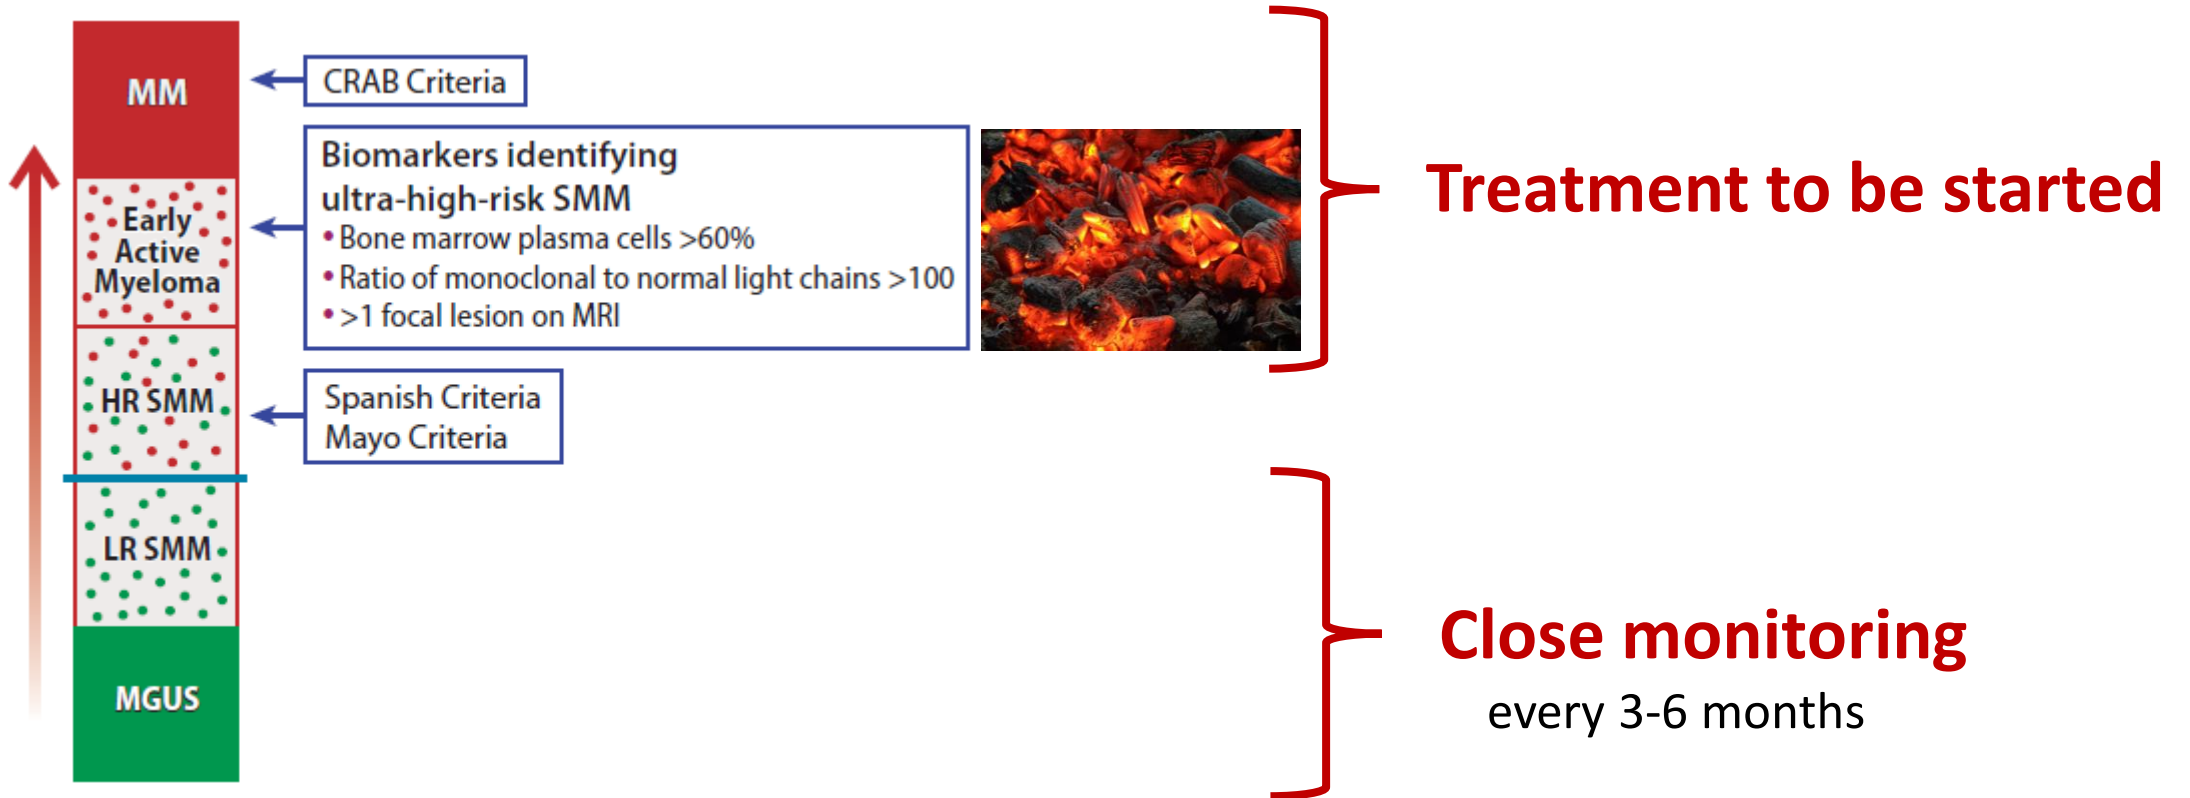 MM
CRAB Criteria
Biomarkers identifying
ultra-high-risk SMM
• Bone marrow plasma cells >60%
• Ratio of monoclonal to normal light chains >100
• >1 focal lesion on MRI
Early
Active
Myeloma
HR SMM
Spanish Criteria
Mayo Criteria
LR SMM
MGUS
Treatment to be started
Close monitoring
every 3-6 months